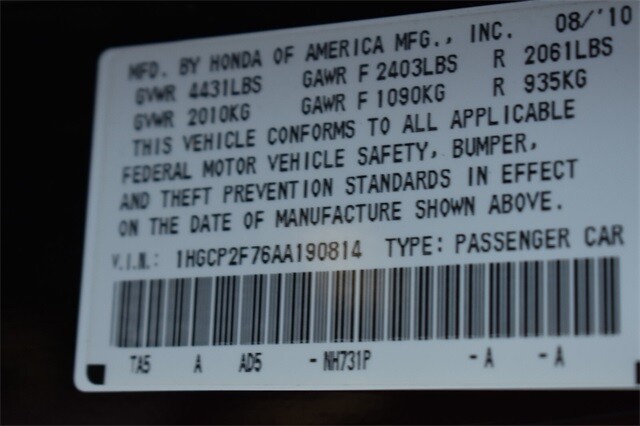 MFD. BY HONDA OF AMERICA MFG., INC. 08/'10
GVWR 4431LBS GAWR F 2403LBS R 2061LBS
GVWR 2010KG GAWR F 1090KG R 935KG
THIS VEHICLE CONFORMS TO ALL APPLICABLE
FEDERAL MOTOR VEHICLE SAFETY, BUMPER,
AND THEFT PREVENTION STANDARDS IN EFFECT
ON THE DATE OF MANUFACTURE SHOWN ABOVE.
V.I.N.: 1HGCP2F76AA190814 TYPE: PASSENGER CAR
TA5 A AD5 - NH731P - A - A